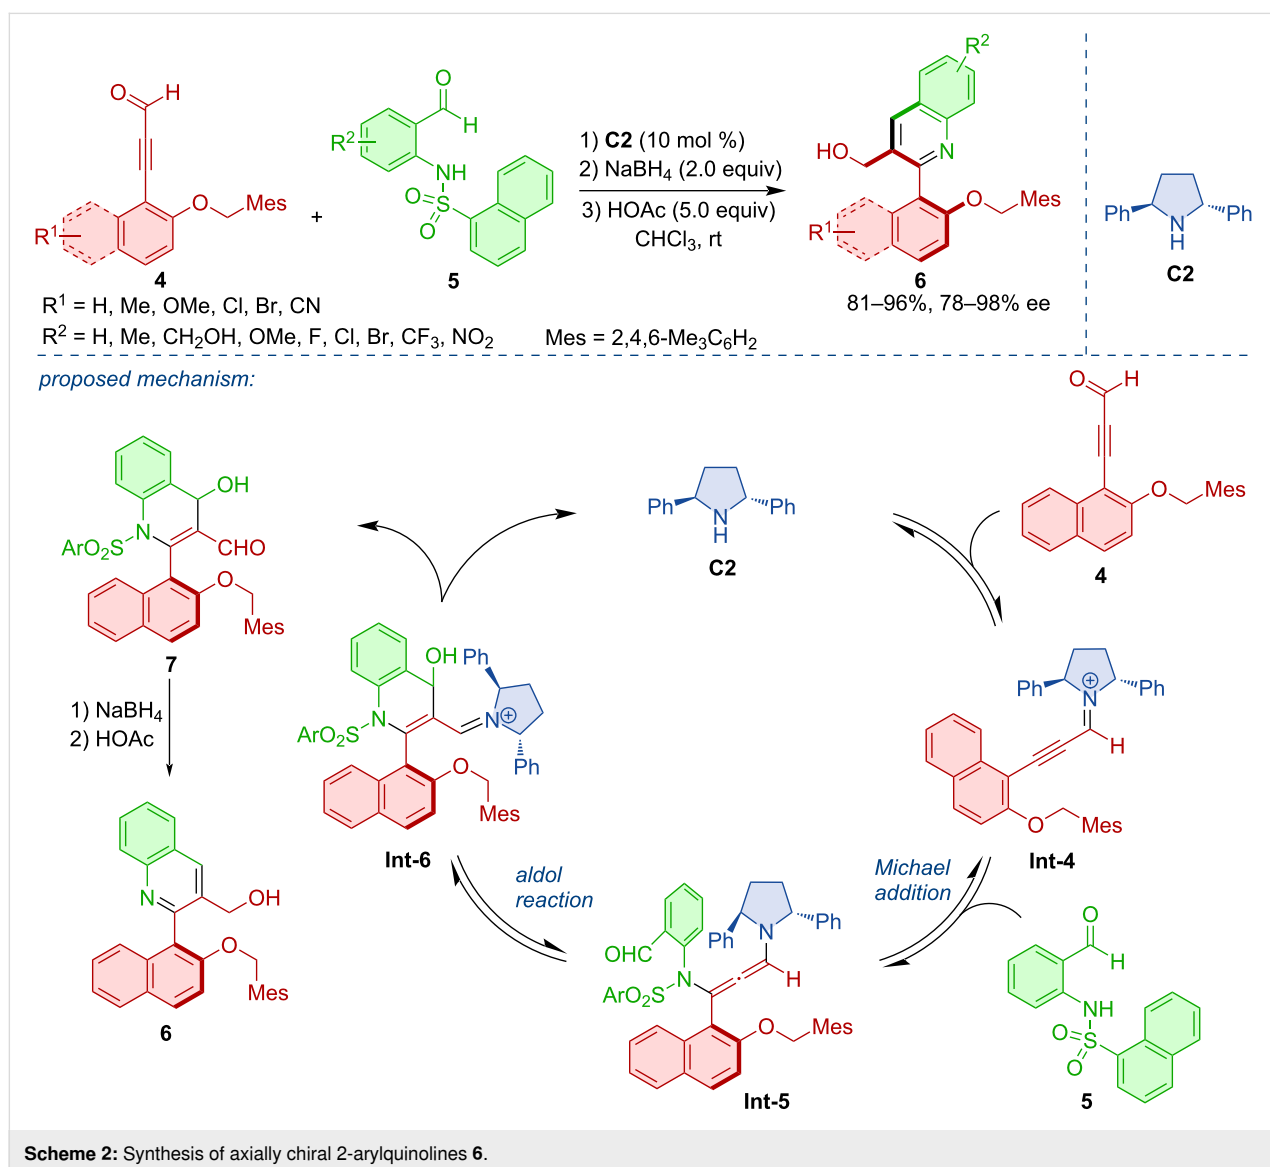 O
H
O
Mes
R¹
4
+
O
H
R²
NH
O
S
O
5
1) C2 (10 mol %)
2) NaBH₄ (2.0 equiv)
3) HOAc (5.0 equiv)
CHCl₃, rt
R²
HO
N
O
Mes
R¹
6
81–96%, 78–98% ee
Ph
N
H
Ph
C2
R¹ = H, Me, OMe, Cl, Br, CN
R² = H, Me, CH₂OH, OMe, F, Cl, Br, CF₃, NO₂
Mes = 2,4,6-Me₃C₆H₂
proposed mechanism:
OH
N
ArO₂S
CHO
O
Mes
7
1) NaBH₄
2) HOAc
N
OH
O
Mes
6
Ph
N
H
Ph
C2
O
H
O
Mes
4
OH
Ph
N
ArO₂S
N
+
Ph
O
Mes
Int-6
Ph
+
N
Ph
H
O
Mes
Int-4
aldol
reaction
Michael
addition
OHC
Ph
N
Ph
N
H
ArO₂S
O
Mes
Int-5
O
H
NH
O
S
O
5
Scheme 2: Synthesis of axially chiral 2-arylquinolines 6.